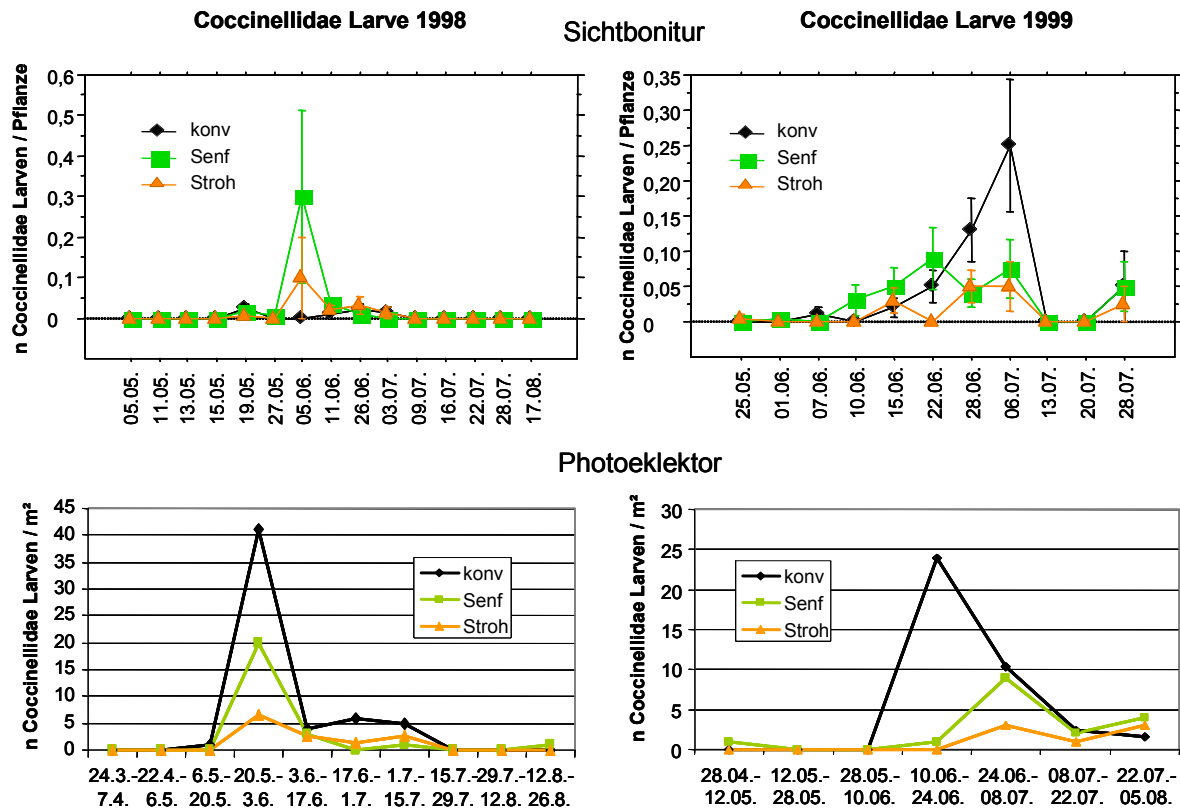 Coccinellidae Larve 1998
Coccinellidae Larve 1999
Sichtbonitur
n Coccinellidae Larven / Pflanze
0,6
0,5
0,4
0,3
0,2
0,1
0
konv
Senf
Stroh
05.05.
11.05.
13.05.
15.05.
19.05.
27.05.
05.06.
11.06.
26.06.
03.07.
09.07.
16.07.
22.07.
28.07.
17.08.
n Coccinellidae Larven / Pflanze
0,35
0,30
0,25
0,20
0,15
0,10
0,05
0
konv
Senf
Stroh
25.05.
01.06.
07.06.
10.06.
15.06.
22.06.
28.06.
06.07.
13.07.
20.07.
28.07.
Photoeklektor
n Coccinellidae Larven / m²
45
40
35
30
25
20
15
10
5
0
konv
Senf
Stroh
24.3.- 22.4.- 6.5.- 20.5.- 3.6.- 17.6.- 1.7.- 15.7.- 29.7.- 12.8.-
7.4. 6.5. 20.5. 3.6. 17.6. 1.7. 15.7. 29.7. 12.8. 26.8.
n Coccinellidae Larven / m²
30
25
20
15
10
5
0
konv
Senf
Stroh
28.04.- 12.05.- 28.05.- 10.06.- 24.06.- 08.07.- 22.07.-
12.05. 28.05. 10.06. 24.06. 08.07. 22.07. 05.08.